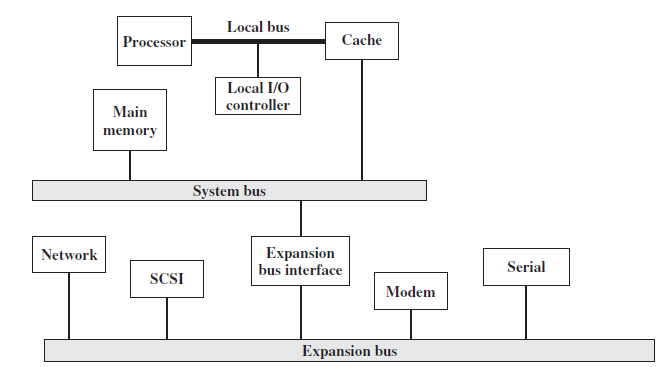 Local bus
Processor
Cache
Local I/O
controller
Main
memory
System bus
Network
SCSI
Expansion
bus interface
Modem
Serial
Expansion bus